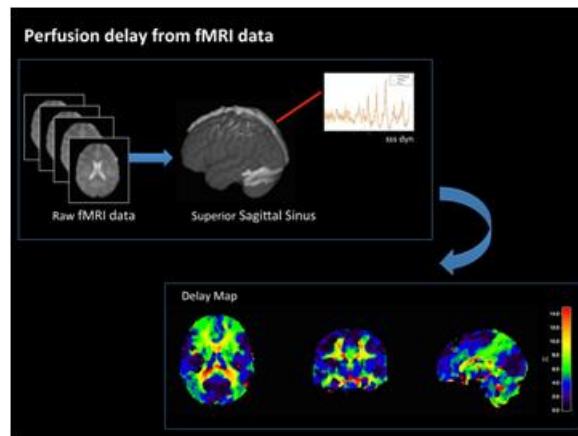 Perfusion delay from fMRI data
sss dyn
Raw fMRI data
Superior Sagittal Sinus
Delay Map